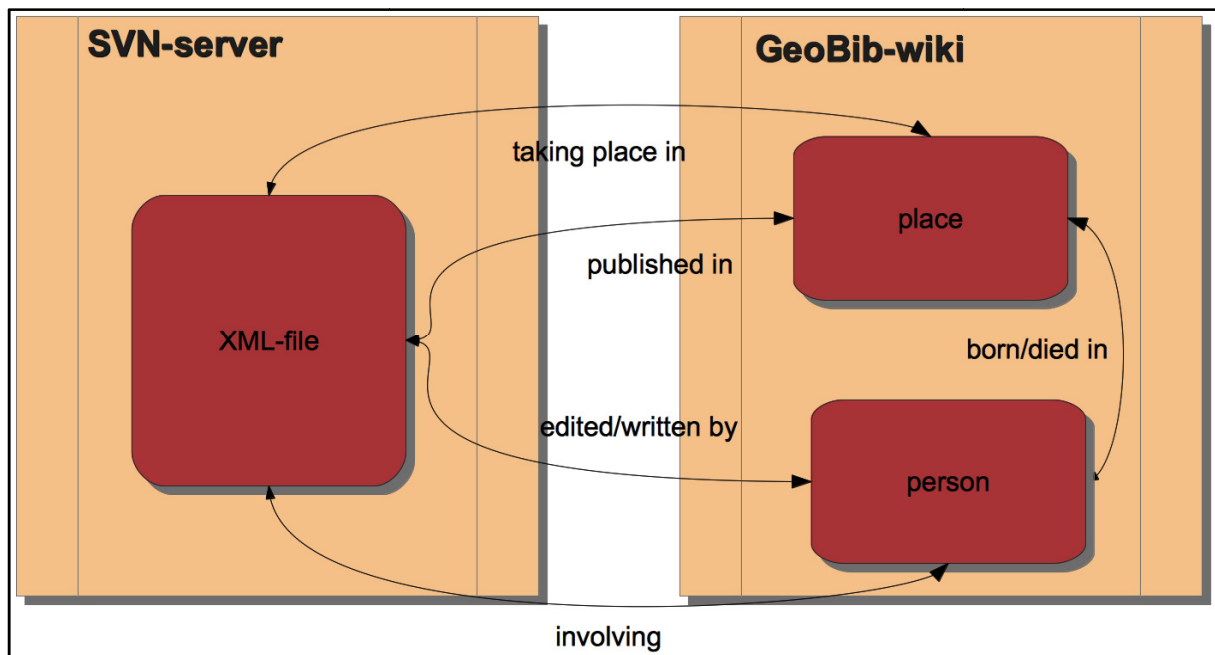 SVN-server
GeoBib-wiki
taking place in
place
published in
XML-file
born/died in
edited/written by
person
involving